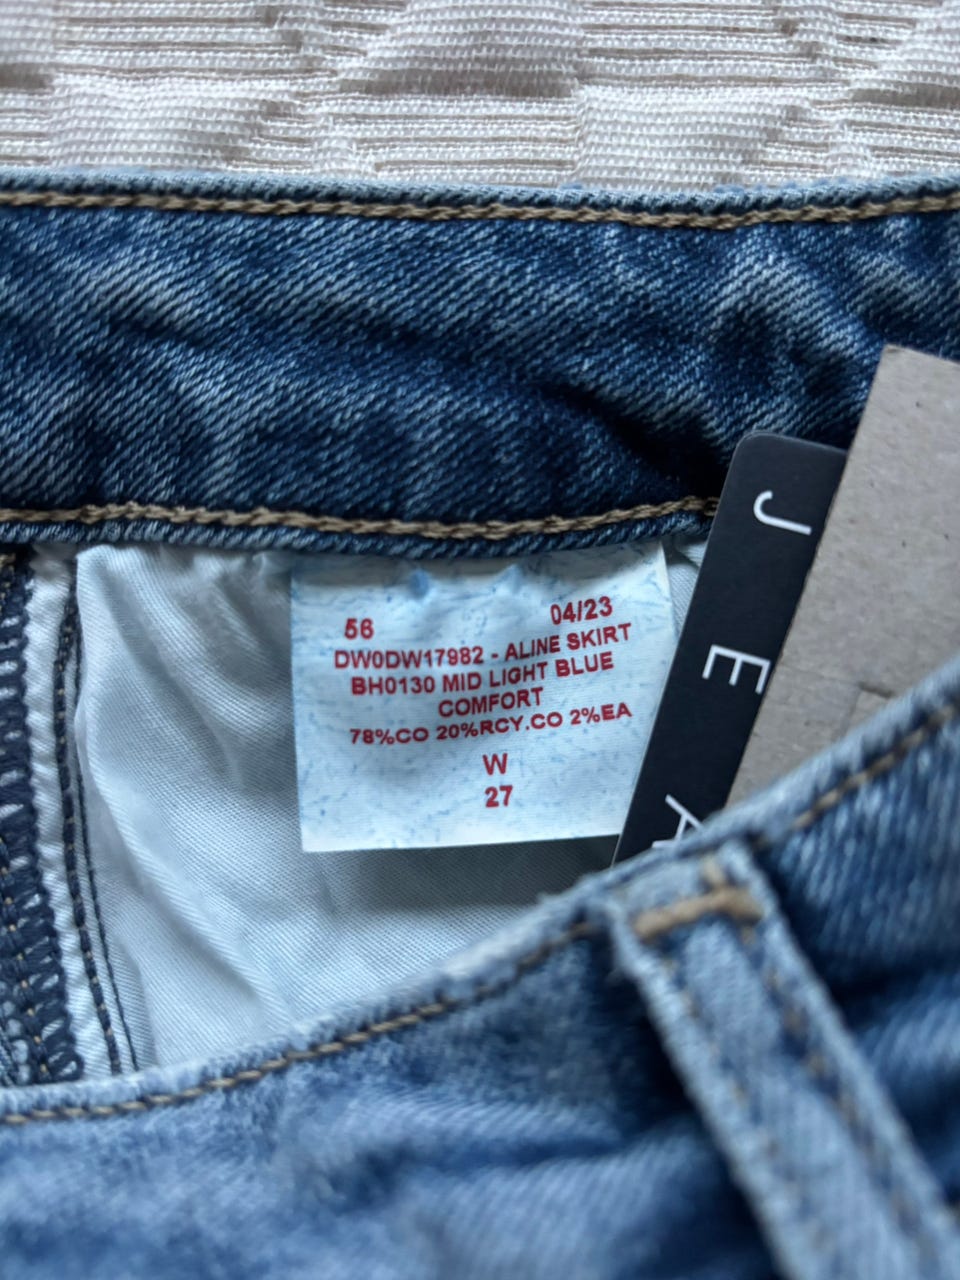 56 04/23
DW0DW17982 - ALINE SKIRT
BH0130 MID LIGHT BLUE
COMFORT
78%CO 20%RCY.CO 2%EA
W
27
J
E
A